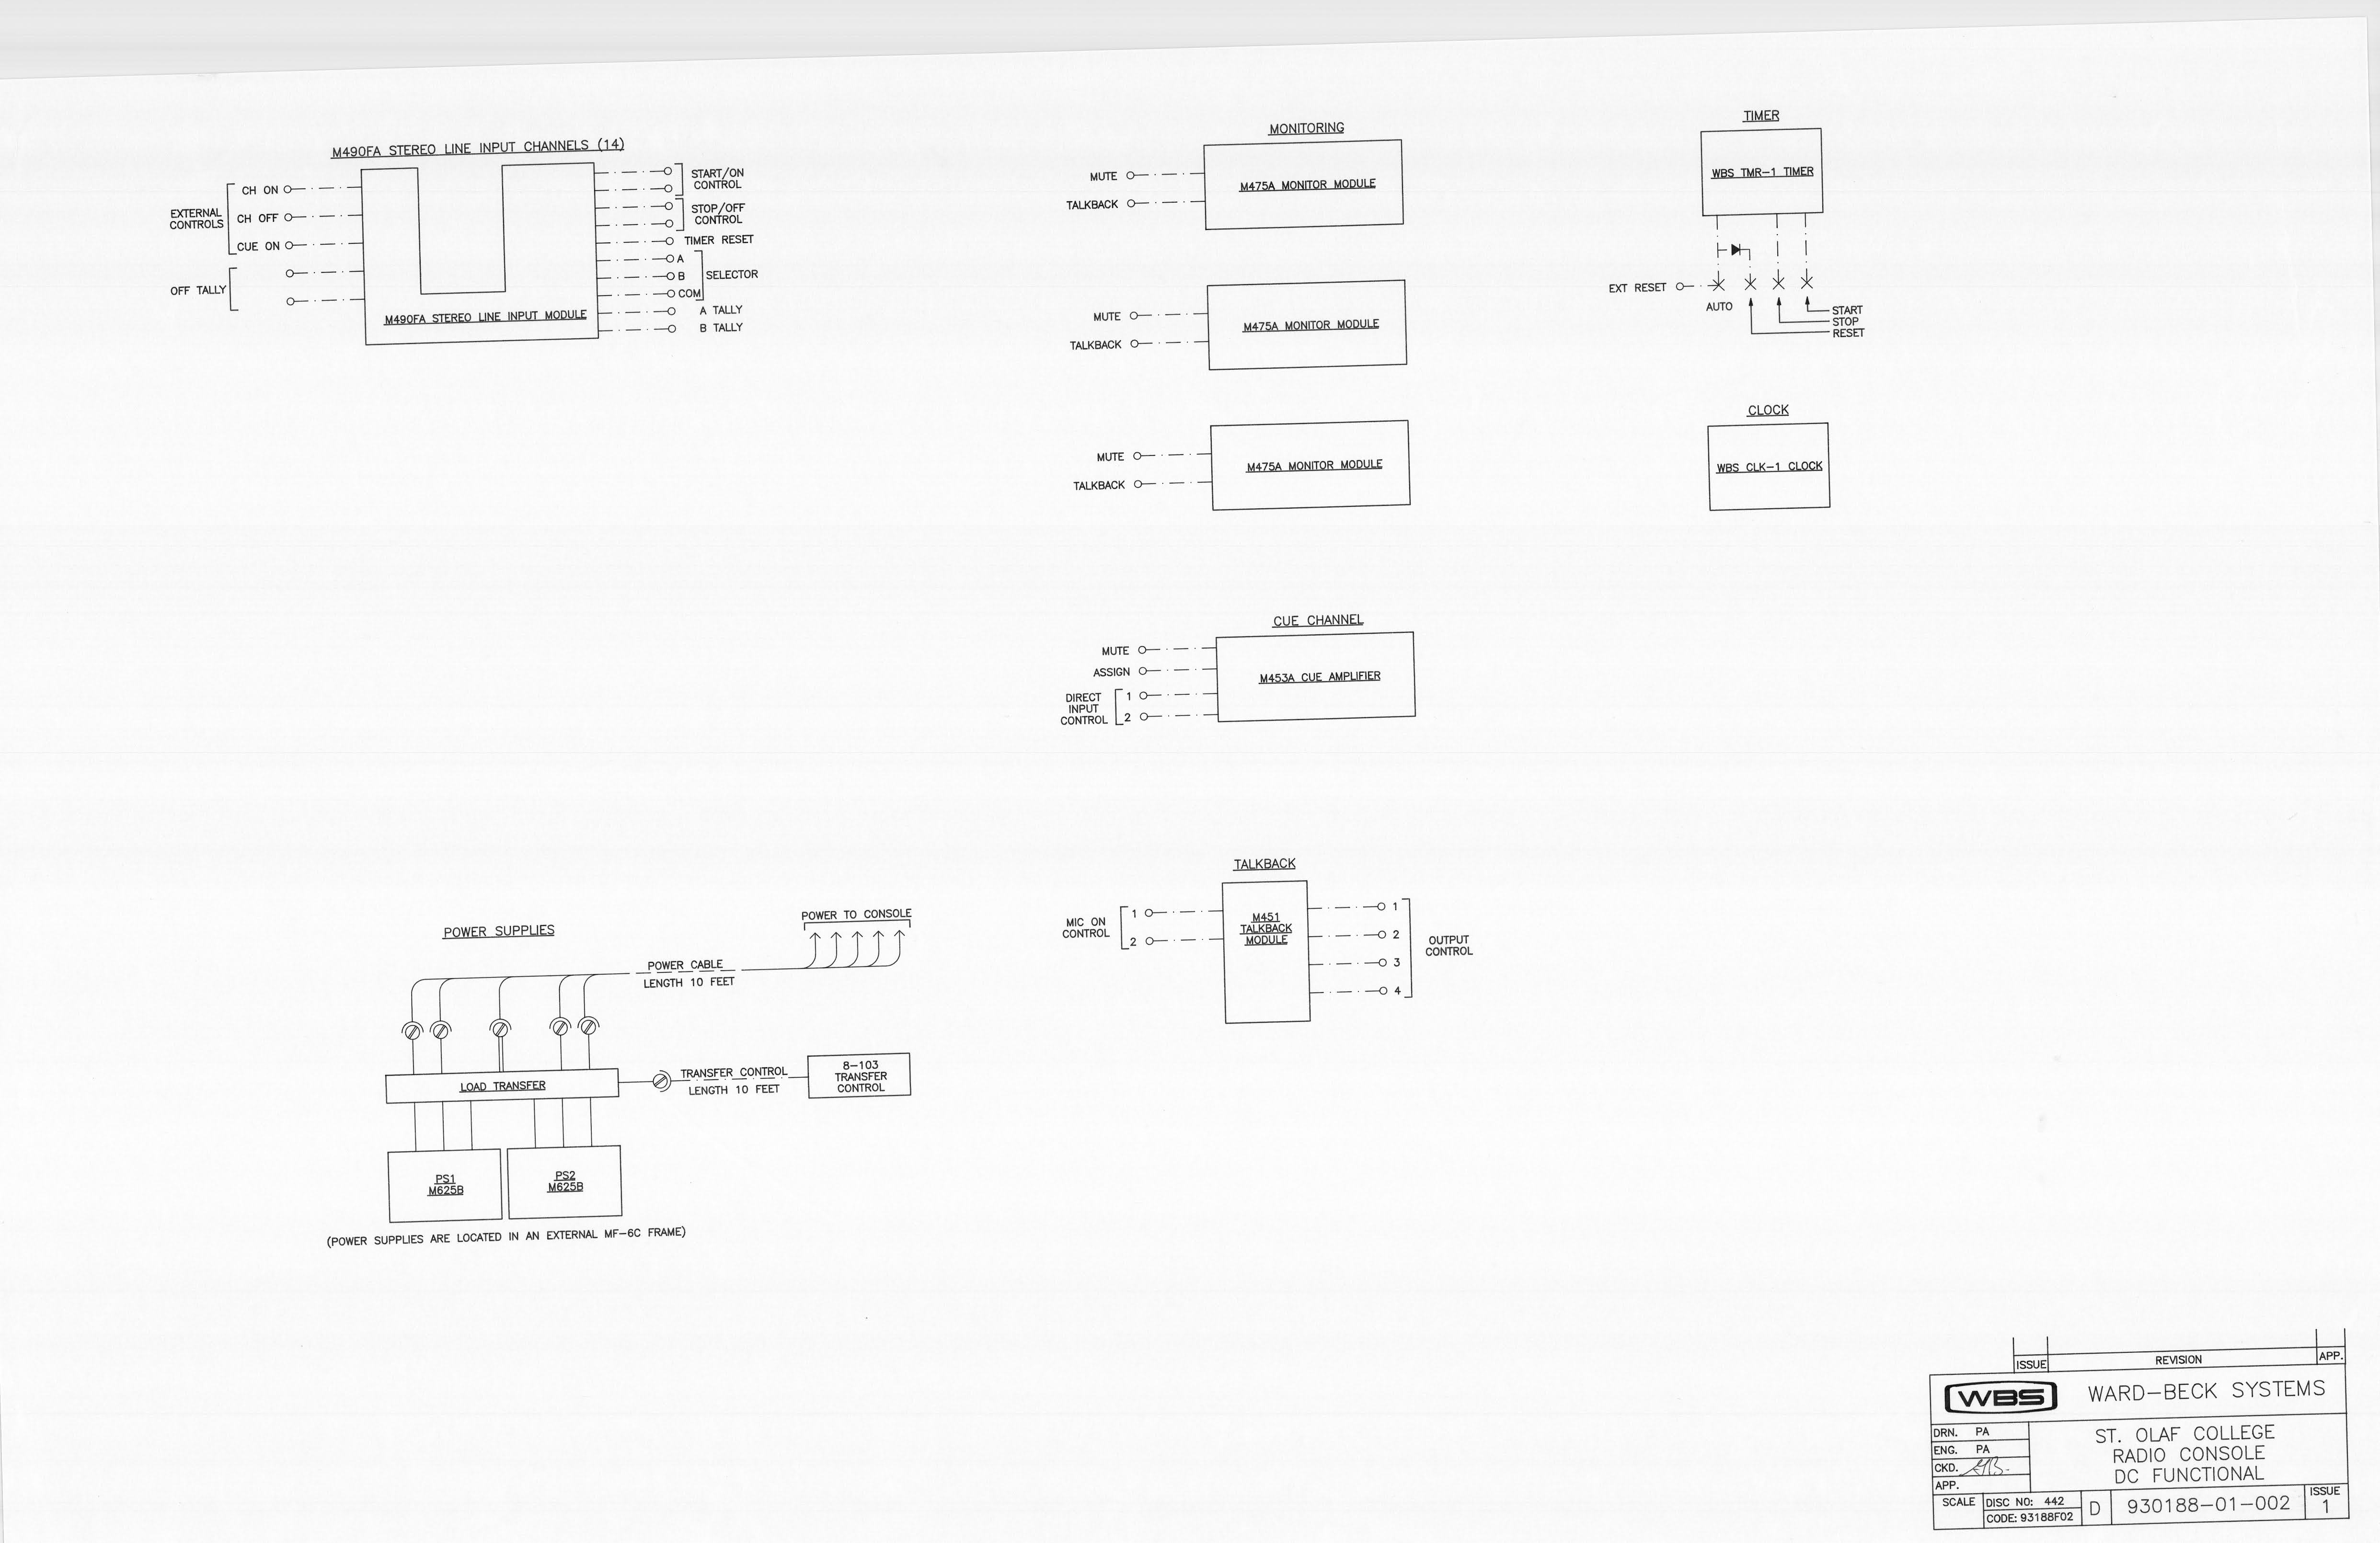 M490FA STEREO LINE INPUT CHANNELS (14)
EXTERNAL
CONTROLS
CH ON
CH OFF
CUE ON
OFF TALLY
M490FA STEREO LINE INPUT MODULE
START/ON
CONTROL
STOP/OFF
CONTROL
TIMER RESET
A
B
COM
SELECTOR
A TALLY
B TALLY
MONITORING
MUTE
TALKBACK
M475A MONITOR MODULE
MUTE
TALKBACK
M475A MONITOR MODULE
MUTE
TALKBACK
M475A MONITOR MODULE
TIMER
WBS TMR-1 TIMER
EXT RESET
AUTO
START
STOP
RESET
CLOCK
WBS CLK-1 CLOCK
CUE CHANNEL
MUTE
ASSIGN
DIRECT
INPUT
CONTROL
1
2
M453A CUE AMPLIFIER
POWER SUPPLIES
POWER TO CONSOLE
POWER CABLE
LENGTH 10 FEET
LOAD TRANSFER
TRANSFER CONTROL
LENGTH 10 FEET
8-103
TRANSFER
CONTROL
PS1
M625B
PS2
M625B
(POWER SUPPLIES ARE LOCATED IN AN EXTERNAL MF-6C FRAME)
TALKBACK
MIC ON
CONTROL
1
2
M451
TALKBACK
MODULE
1
2
3
4
OUTPUT
CONTROL
ISSUE REVISION APP.
WBS WARD-BECK SYSTEMS
DRN. PA
ENG. PA
CKD.
APP.
ST. OLAF COLLEGE
RADIO CONSOLE
DC FUNCTIONAL
SCALE
DISC NO: 442
CODE: 93188F02
D
930188-01-002
ISSUE
1